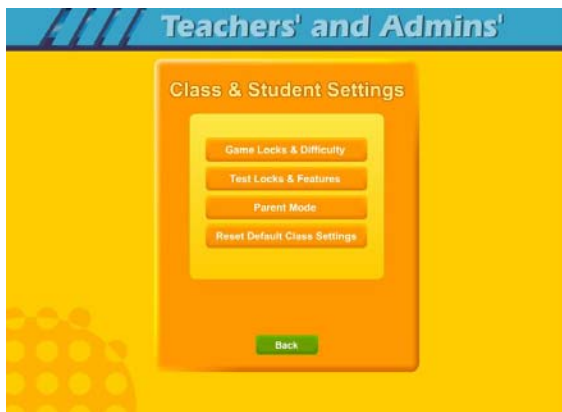 Teachers' and Admins'
Class & Student Settings
Game Locks & Difficulty
Test Locks & Features
Parent Mode
Reset Default Class Settings
Back